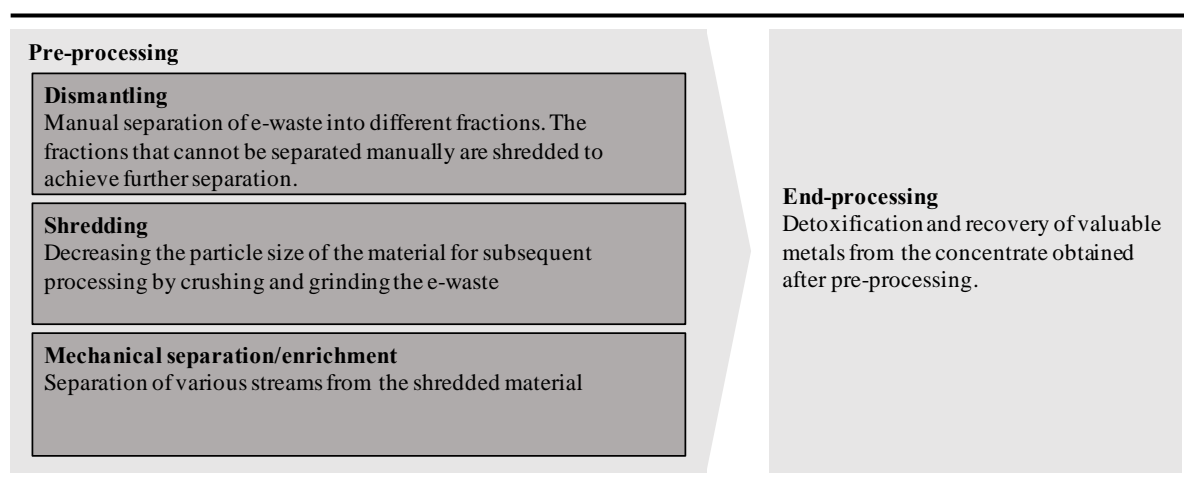 Pre-processing
Dismantling
Manual separation of e-waste into different fractions. The
fractions that cannot be separated manually are shredded to
achieve further separation.
Shredding
Decreasing the particle size of the material for subsequent
processing by crushing and grinding the e-waste
Mechanical separation/enrichment
Separation of various streams from the shredded material
End-processing
Detoxification and recovery of valuable
metals from the concentrate obtained
after pre-processing.